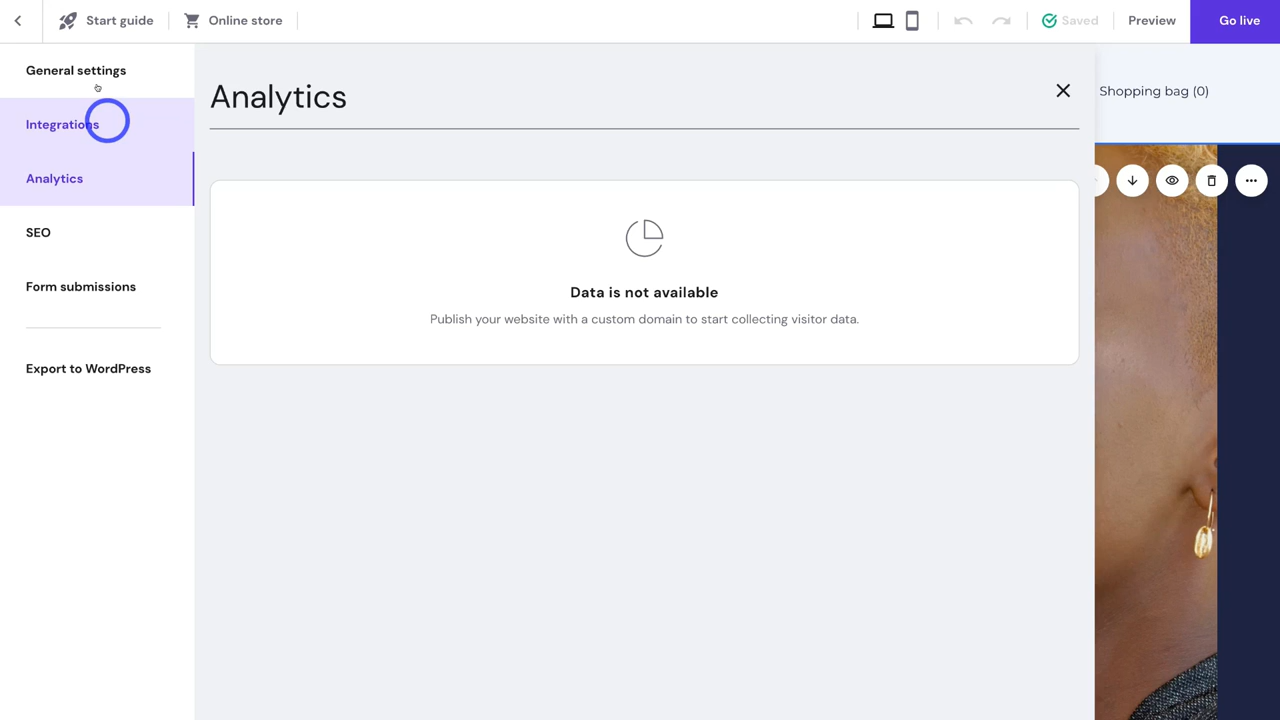 Start guide
Online store
Saved
Preview
Go live
General settings
Integrations
Analytics
SEO
Form submissions
Export to WordPress
Analytics
Data is not available
Publish your website with a custom domain to start collecting visitor data.
Shopping bag (0)